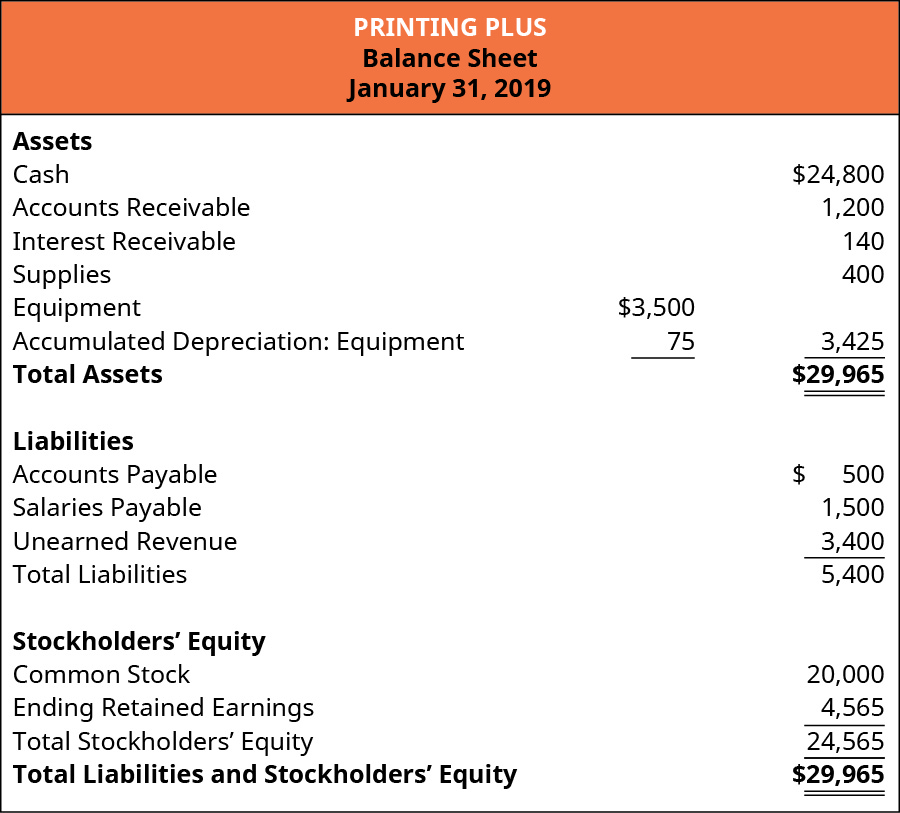 PRINTING PLUS
Balance Sheet
January 31, 2019
Assets
Cash $24,800
Accounts Receivable 1,200
Interest Receivable 140
Supplies 400
Equipment $3,500
Accumulated Depreciation: Equipment 75 3,425
Total Assets $29,965
Liabilities
Accounts Payable $ 500
Salaries Payable 1,500
Unearned Revenue 3,400
Total Liabilities 5,400
Stockholders’ Equity
Common Stock 20,000
Ending Retained Earnings 4,565
Total Stockholders’ Equity 24,565
Total Liabilities and Stockholders’ Equity $29,965